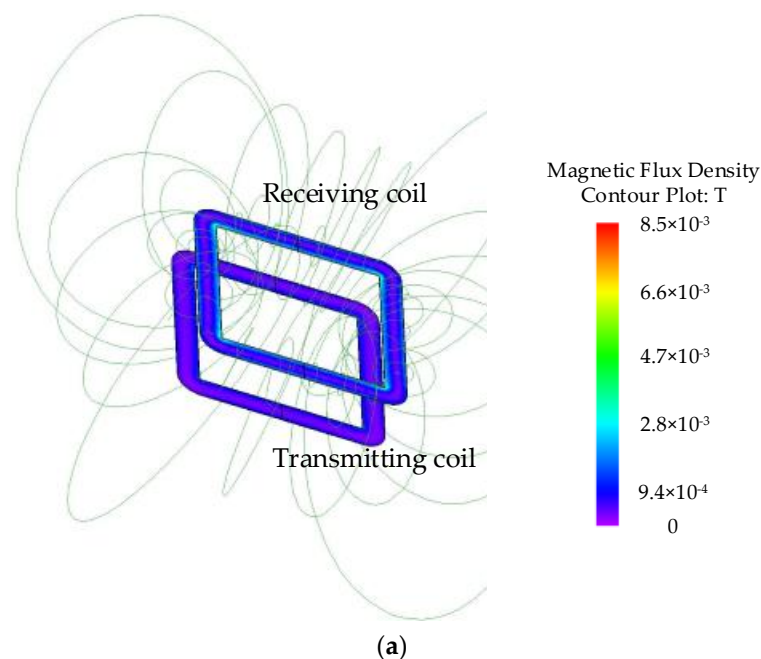 Receiving coil
Transmitting coil
Magnetic Flux Density
Contour Plot: T
8.5×10⁻³
6.6×10⁻³
4.7×10⁻³
2.8×10⁻³
9.4×10⁻⁴
0
(a)